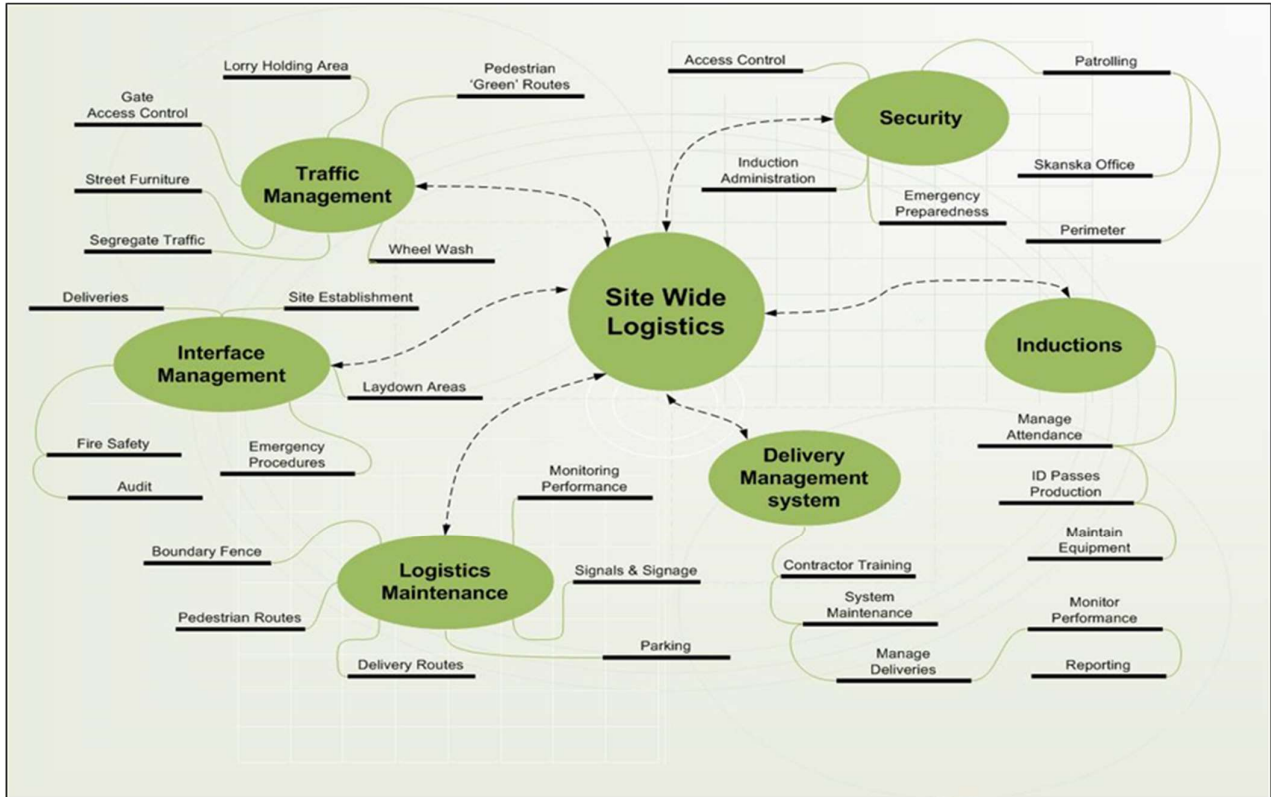 Lorry Holding Area
Pedestrian
‘Green’ Routes
Gate
Access Control
Traffic
Management
Street Furniture
Segregate Traffic
Wheel Wash
Access Control
Patrolling
Security
Induction
Administration
Emergency
Preparedness
Skanska Office
Perimeter
Site Wide
Logistics
Deliveries
Site Establishment
Interface
Management
Laydown Areas
Fire Safety
Emergency
Procedures
Audit
Inductions
Manage
Attendance
ID Passes
Production
Maintain
Equipment
Delivery
Management
system
Contractor Training
System
Maintenance
Manage
Deliveries
Monitor
Performance
Reporting
Monitoring
Performance
Boundary Fence
Logistics
Maintenance
Signals & Signage
Pedestrian Routes
Delivery Routes
Parking